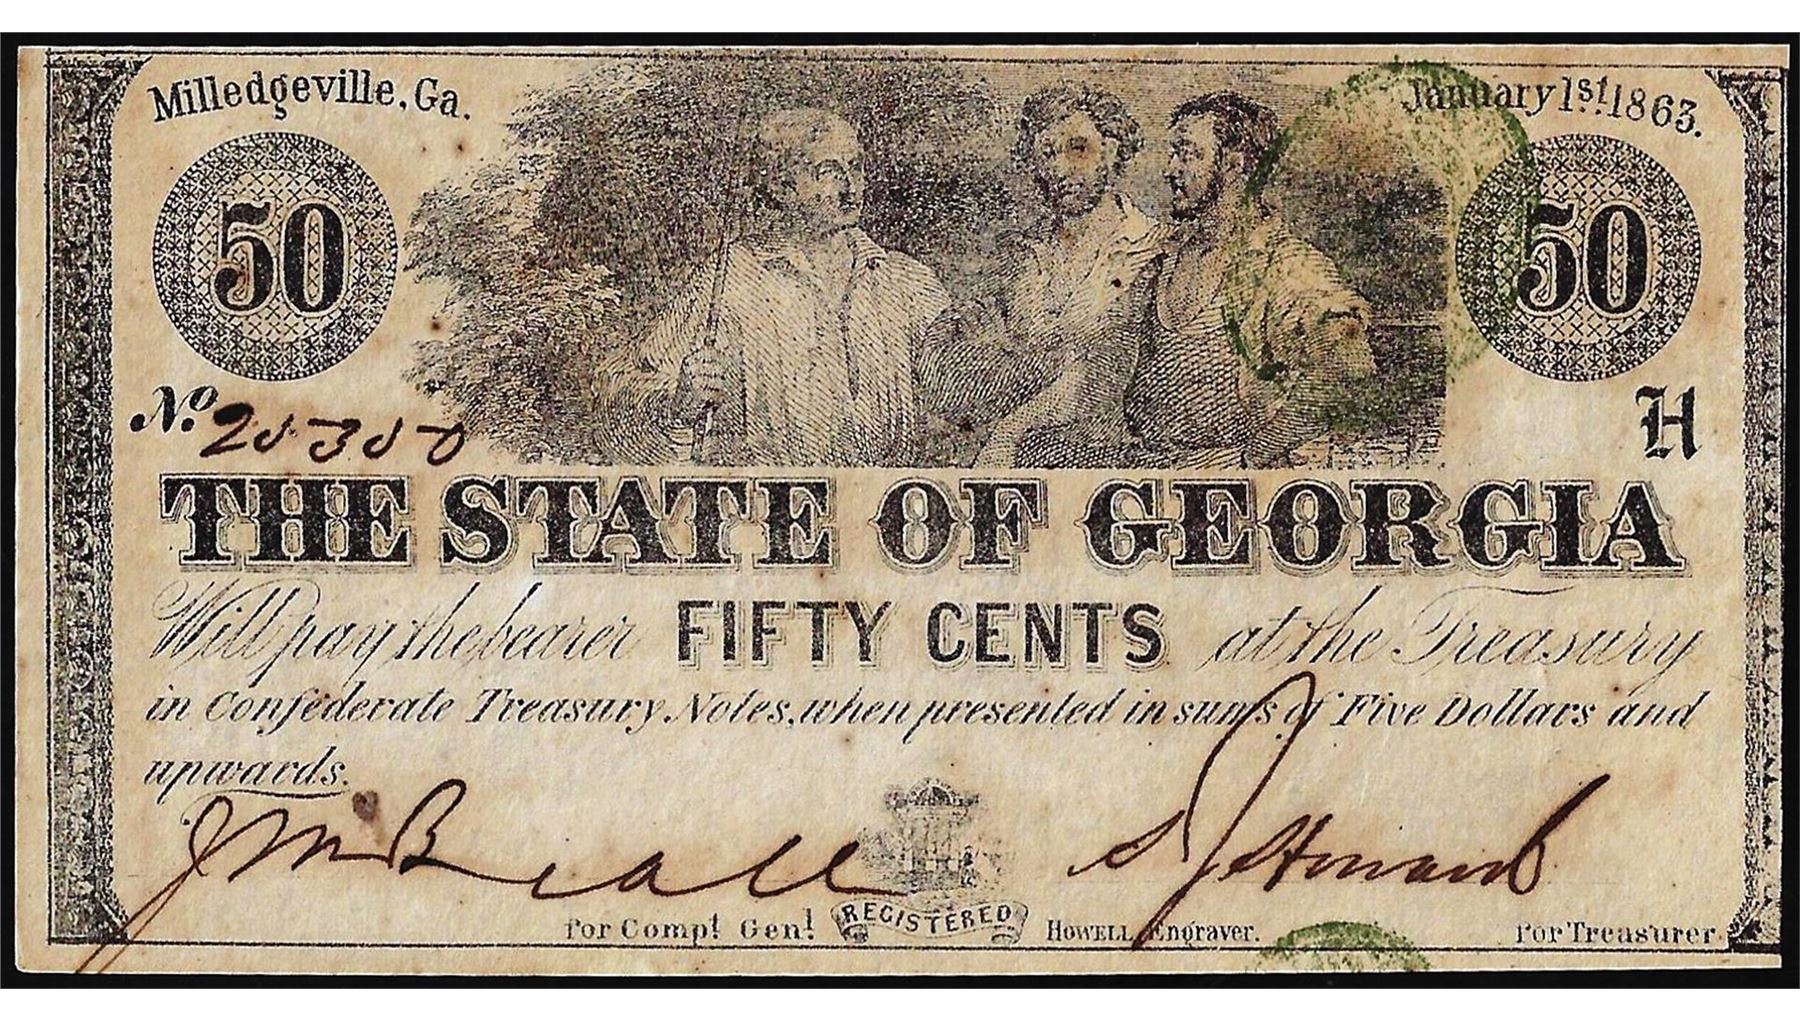 Milledgeville, Ga.
January 1st. 1863.
50
50
No.
H
THE STATE OF GEORGIA
Will pay the bearer FIFTY CENTS at the Treasury
in Confederate Treasury Notes, when presented in sums of Five Dollars and
upwards.
J M Beall
S J Howard
for Compt Genl
REGISTERED
HOWELL, Engraver.
for Treasurer